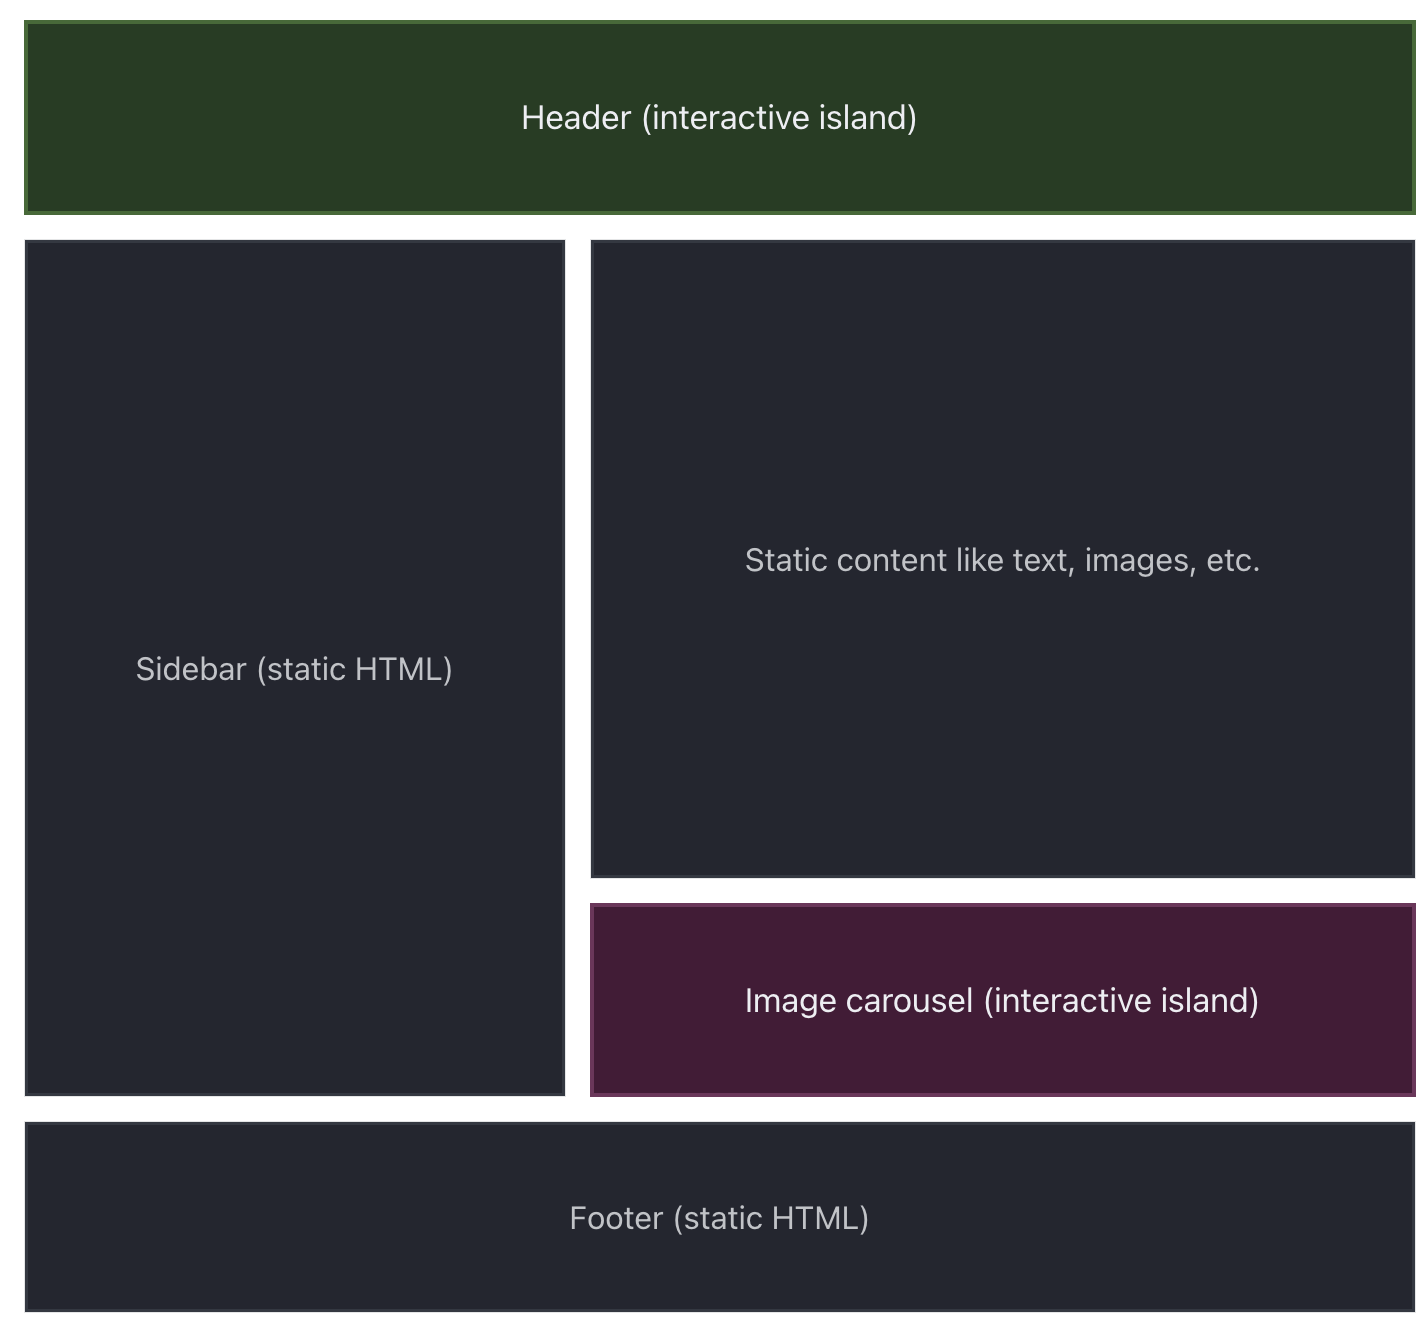 Header (interactive island)
Sidebar (static HTML)
Static content like text, images, etc.
Image carousel (interactive island)
Footer (static HTML)